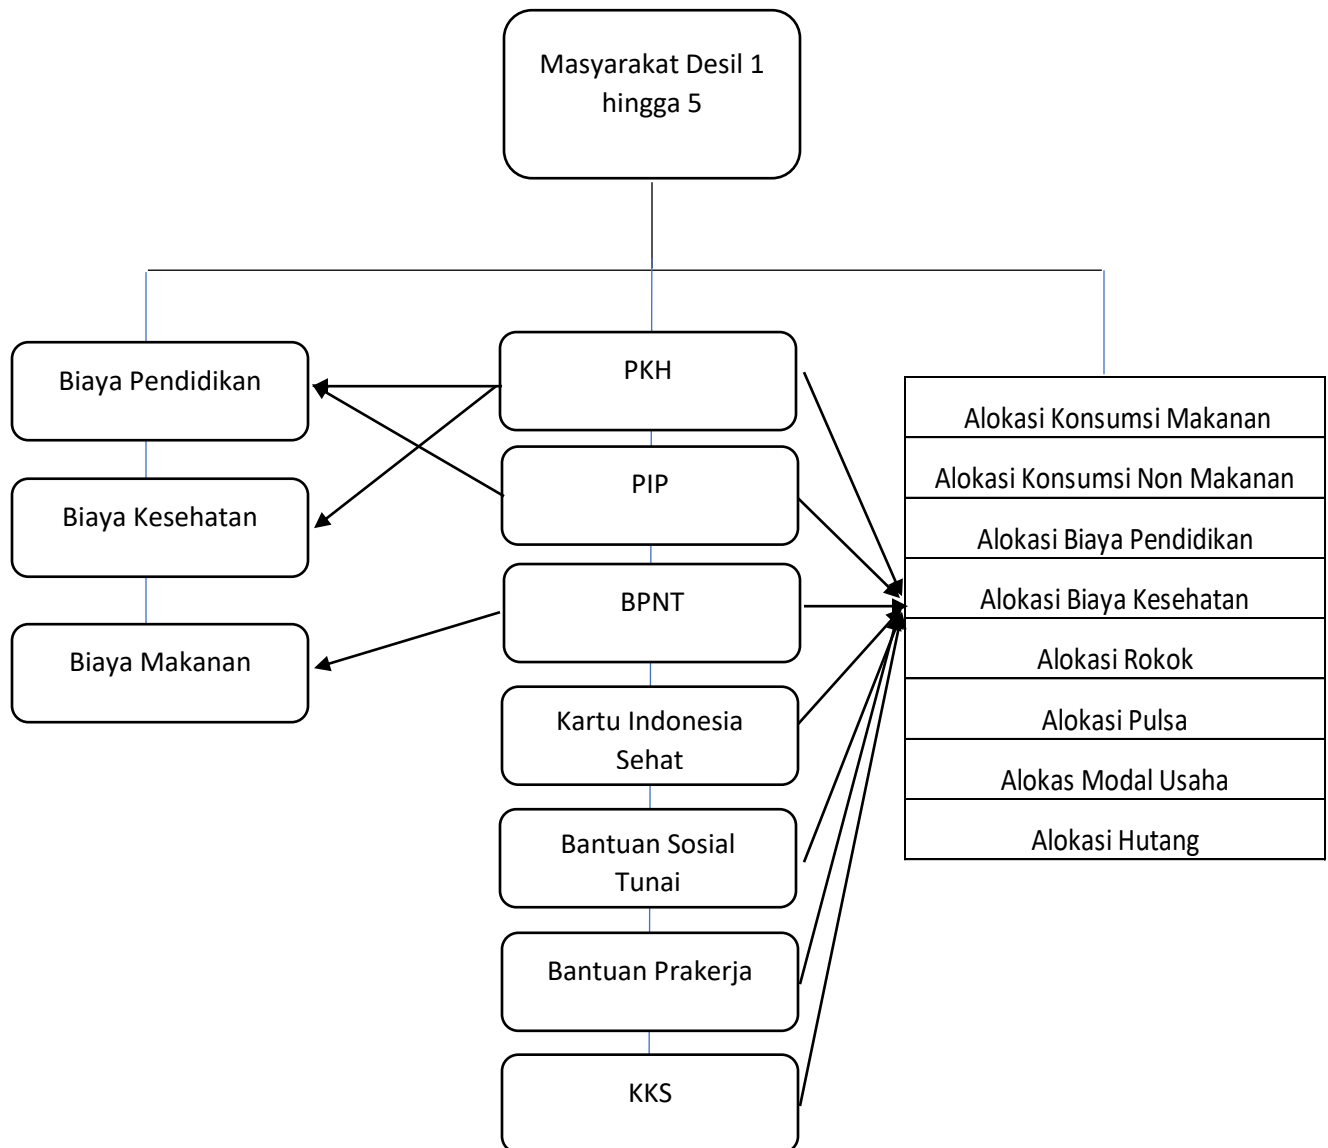 Masyarakat Desil 1
hingga 5
Biaya Pendidikan
Biaya Kesehatan
Biaya Makanan
PKH
PIP
BPNT
Kartu Indonesia
Sehat
Bantuan Sosial
Tunai
Bantuan Prakerja
KKS
Alokasi Konsumsi Makanan
Alokasi Konsumsi Non Makanan
Alokasi Biaya Pendidikan
Alokasi Biaya Kesehatan
Alokasi Rokok
Alokasi Pulsa
Alokas Modal Usaha
Alokasi Hutang